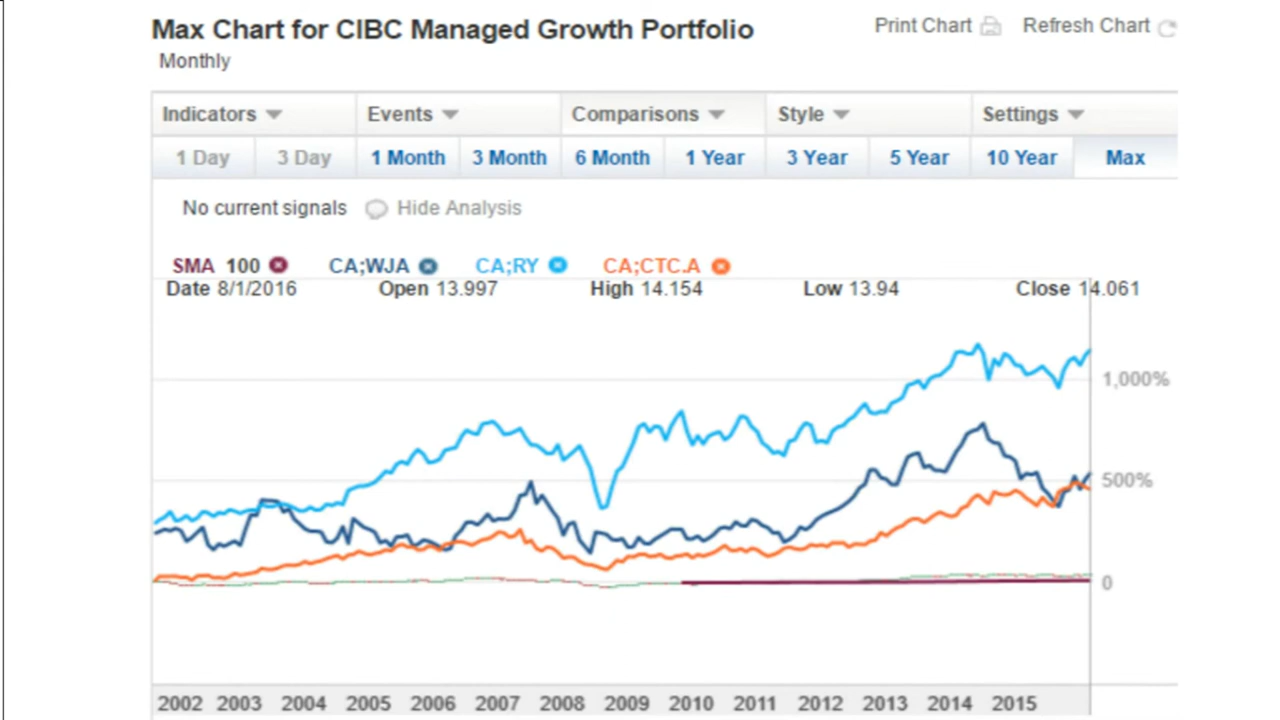 Max Chart for CIBC Managed Growth Portfolio
Print Chart Refresh Chart
Monthly
Indicators Events Comparisons Style Settings
1 Day 3 Day 1 Month 3 Month 6 Month 1 Year 3 Year 5 Year 10 Year Max
No current signals Hide Analysis
SMA 100 CA;WJA CA;RY CA;CTC.A
Date 8/1/2016 Open 13.997 High 14.154 Low 13.94 Close 14.061
1,000%
500%
0
2002 2003 2004 2005 2006 2007 2008 2009 2010 2011 2012 2013 2014 2015